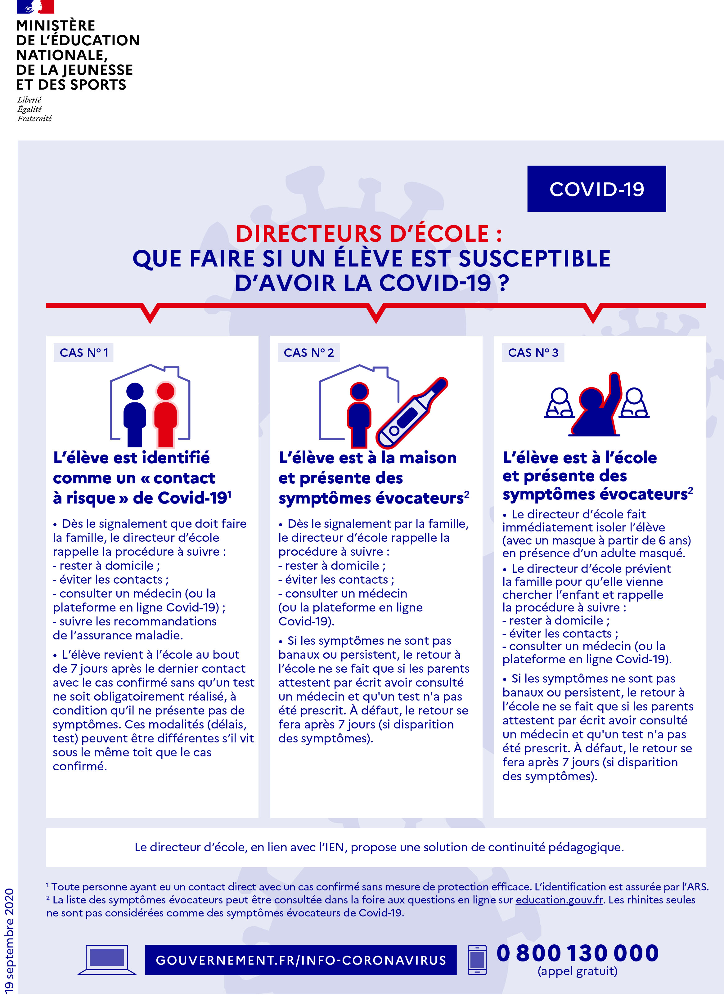 MINISTÈRE
DE L'ÉDUCATION
NATIONALE,
DE LA JEUNESSE
ET DES SPORTS
Liberté
Égalité
Fraternité
COVID-19
DIRECTEURS D'ÉCOLE :
QUE FAIRE SI UN ÉLÈVE EST SUSCEPTIBLE
D'AVOIR LA COVID-19 ?
CAS N° 1
L'élève est identifié
comme un « contact
à risque » de Covid-19¹
• Dès le signalement que doit faire
la famille, le directeur d'école
rappelle la procédure à suivre :
- rester à domicile ;
- éviter les contacts ;
- consulter un médecin (ou la
plateforme en ligne Covid-19) ;
- suivre les recommandations
de l'assurance maladie.
• L'élève revient à l'école au bout
de 7 jours après le dernier contact
avec le cas confirmé sans qu'un test
ne soit obligatoirement réalisé, à
condition qu'il ne présente pas de
symptômes. Ces modalités (délais,
test) peuvent être différentes s'il vit
sous le même toit que le cas
confirmé.
CAS N° 2
L'élève est à la maison
et présente des
symptômes évocateurs²
• Dès le signalement par la famille,
le directeur d'école rappelle la
procédure à suivre :
- rester à domicile ;
- éviter les contacts ;
- consulter un médecin
(ou la plateforme en ligne
Covid-19).
• Si les symptômes ne sont pas
banaux ou persistent, le retour à
l'école ne se fait que si les parents
attestent par écrit avoir consulté
un médecin et qu'un test n'a pas
été prescrit. À défaut, le retour se
fera après 7 jours (si disparition
des symptômes).
CAS N° 3
L'élève est à l'école
et présente des
symptômes évocateurs²
• Le directeur d'école fait
immédiatement isoler l'élève
(avec un masque à partir de 6 ans)
en présence d'un adulte masqué.
• Le directeur d'école prévient
la famille pour qu'elle vienne
chercher l'enfant et rappelle
la procédure à suivre :
- rester à domicile ;
- éviter les contacts ;
- consulter un médecin (ou la
plateforme en ligne Covid-19).
• Si les symptômes ne sont pas
banaux ou persistent, le retour à
l'école ne se fait que si les parents
attestent par écrit avoir consulté
un médecin et qu'un test n'a pas
été prescrit. À défaut, le retour se
fera après 7 jours (si disparition
des symptômes).
Le directeur d'école, en lien avec l'IEN, propose une solution de continuité pédagogique.
¹ Toute personne ayant eu un contact direct avec un cas confirmé sans mesure de protection efficace. L'identification est assurée par l'ARS.
² La liste des symptômes évocateurs peut être consultée dans la foire aux questions en ligne sur education.gouv.fr. Les rhinites seules
ne sont pas considérées comme des symptômes évocateurs de Covid-19.
GOUVERNEMENT.FR/INFO-CORONAVIRUS
0 800 130 000
(appel gratuit)
19 septembre 2020